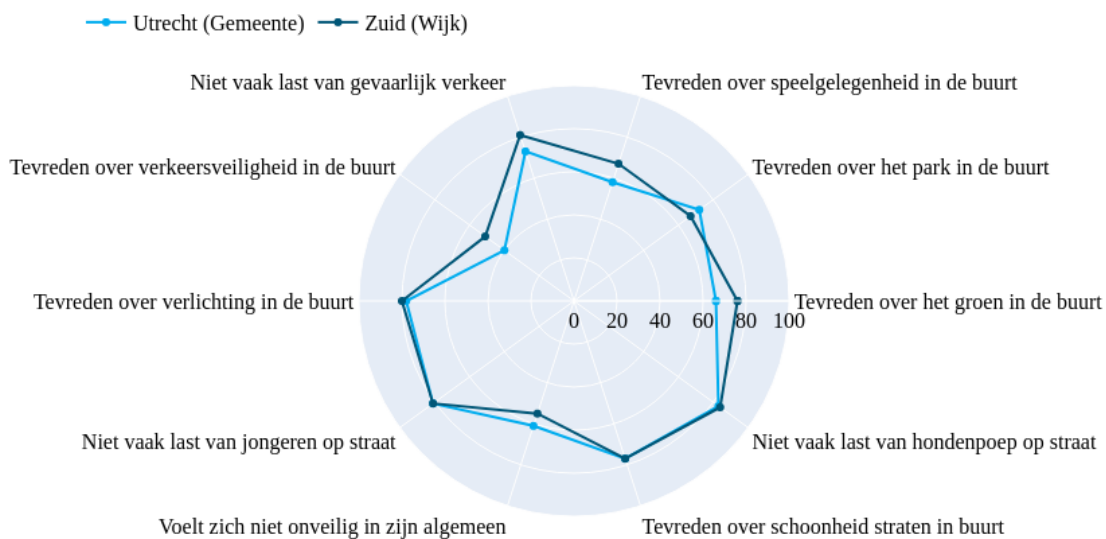 Utrecht (Gemeente) Zuid (Wijk)
Niet vaak last van gevaarlijk verkeer
Tevreden over speelgelegenheid in de buurt
Tevreden over verkeersveiligheid in de buurt
Tevreden over het park in de buurt
Tevreden over verlichting in de buurt
Tevreden over het groen in de buurt
0 20 40 60 80 100
Niet vaak last van jongeren op straat
Niet vaak last van hondenpoep op straat
Voelt zich niet onveilig in zijn algemeen
Tevreden over schoonheid straten in buurt